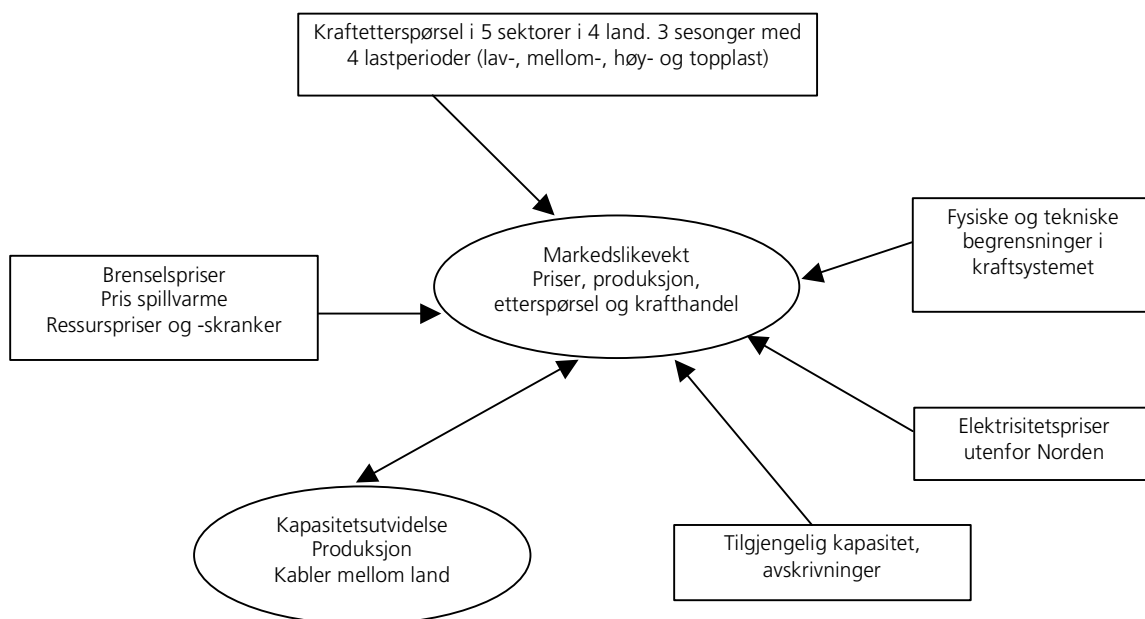 Kraftetterspørsel i 5 sektorer i 4 land. 3 sesonger med
4 lastperioder (lav-, mellom-, høy- og topplast)
Brenselspriser
Pris spillvarme
Ressurspriser og -skranker
Markedslikevekt
Priser, produksjon,
etterspørsel og krafthandel
Fysiske og tekniske
begrensninger i
kraftsystemet
Elektrisitetspriser
utenfor Norden
Kapasitetsutvidelse
Produksjon
Kabler mellom land
Tilgjengelig kapasitet,
avskrivninger